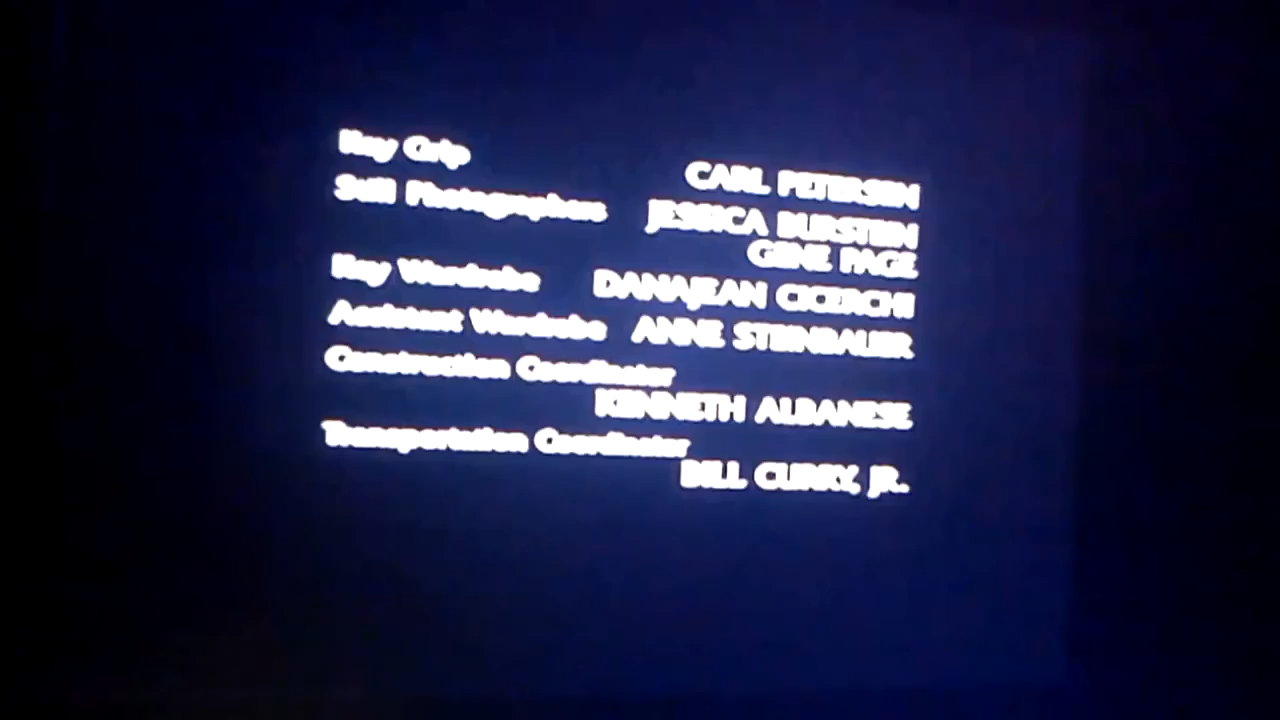 Key Grip
CARL PETERSEN
Still Photographers JESSICA BURSTEIN
GENE PAGE
Key Wardrobe DANAJEAN CICERCHI
Assistant Wardrobe ANNE STEINBAUER
Construction Coordinator
KENNETH ALBANESE
Transportation Coordinator
BILL CURRY, JR.